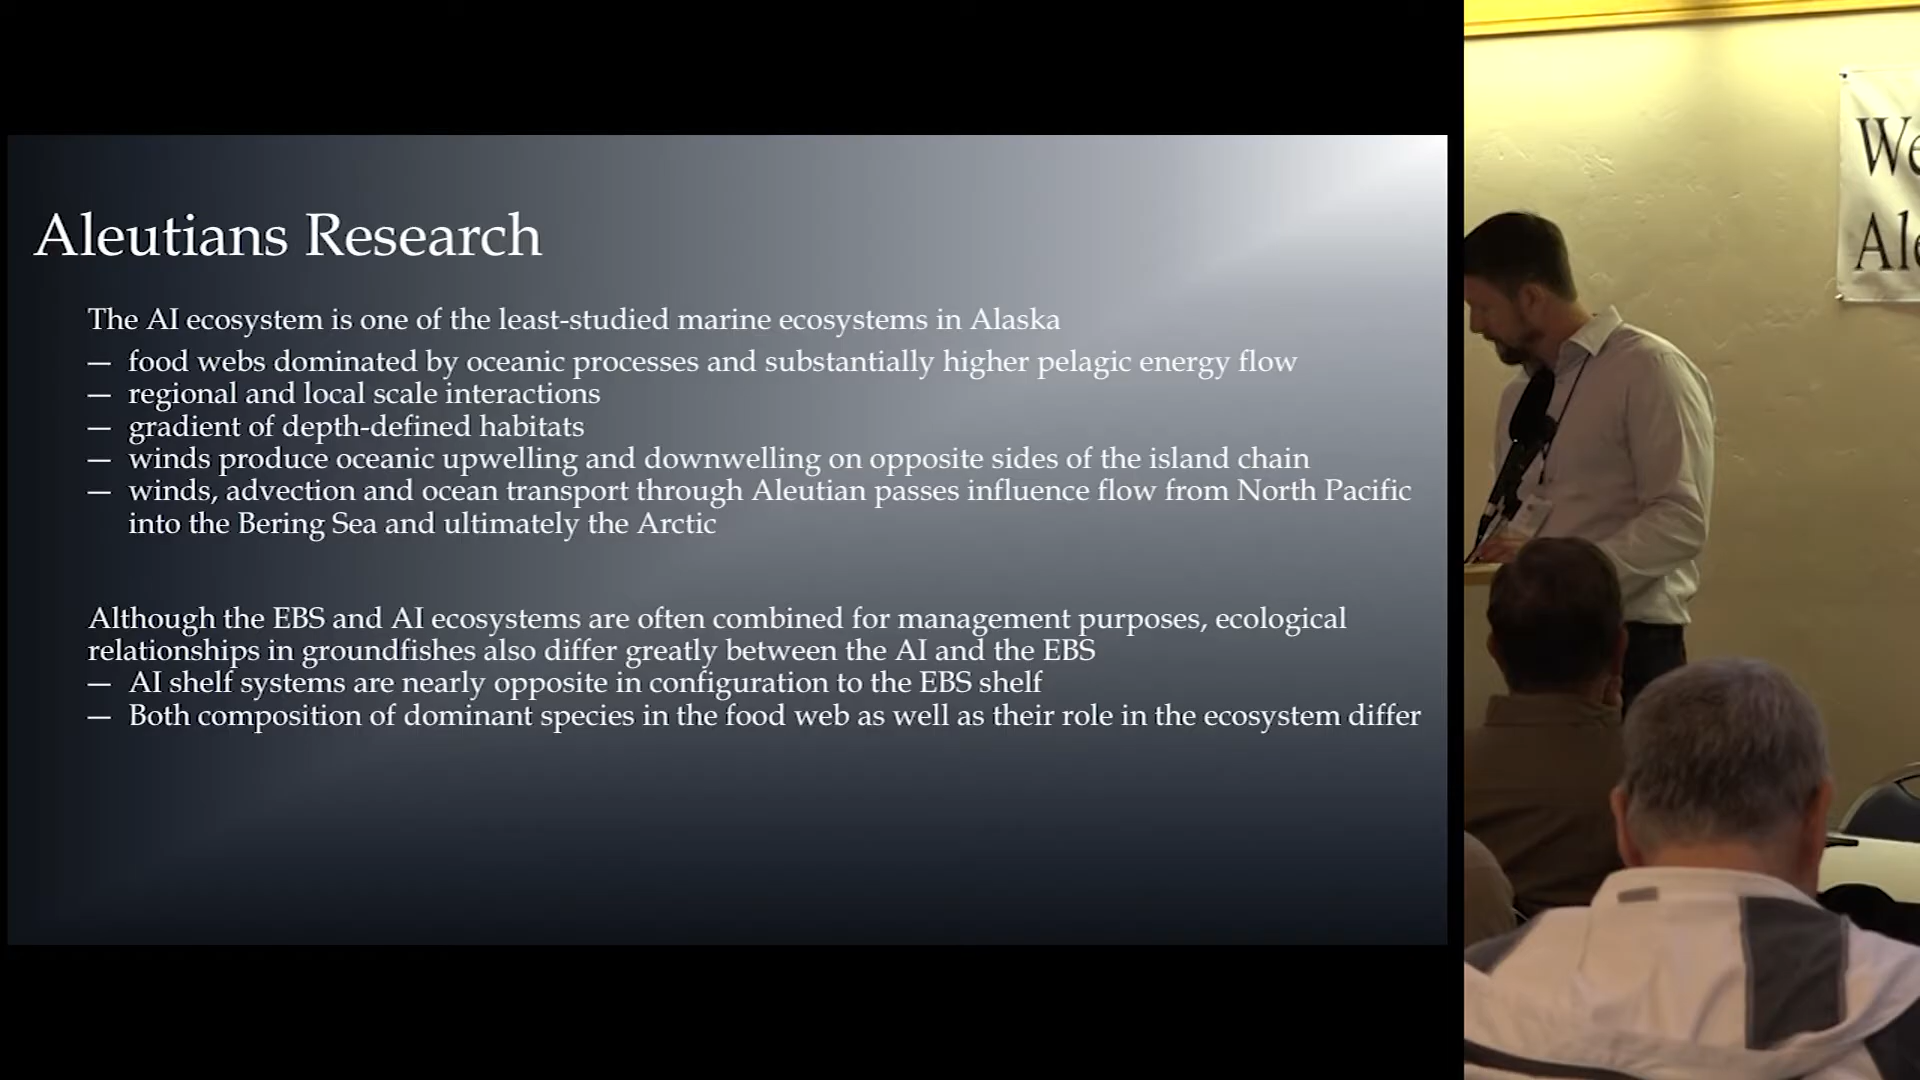 Aleutians Research
The AI ecosystem is one of the least-studied marine ecosystems in Alaska
— food webs dominated by oceanic processes and substantially higher pelagic energy flow
— regional and local scale interactions
— gradient of depth-defined habitats
— winds produce oceanic upwelling and downwelling on opposite sides of the island chain
— winds, advection and ocean transport through Aleutian passes influence flow from North Pacific
into the Bering Sea and ultimately the Arctic
Although the EBS and AI ecosystems are often combined for management purposes, ecological
relationships in groundfishes also differ greatly between the AI and the EBS
— AI shelf systems are nearly opposite in configuration to the EBS shelf
— Both composition of dominant species in the food web as well as their role in the ecosystem differ
We
Ale